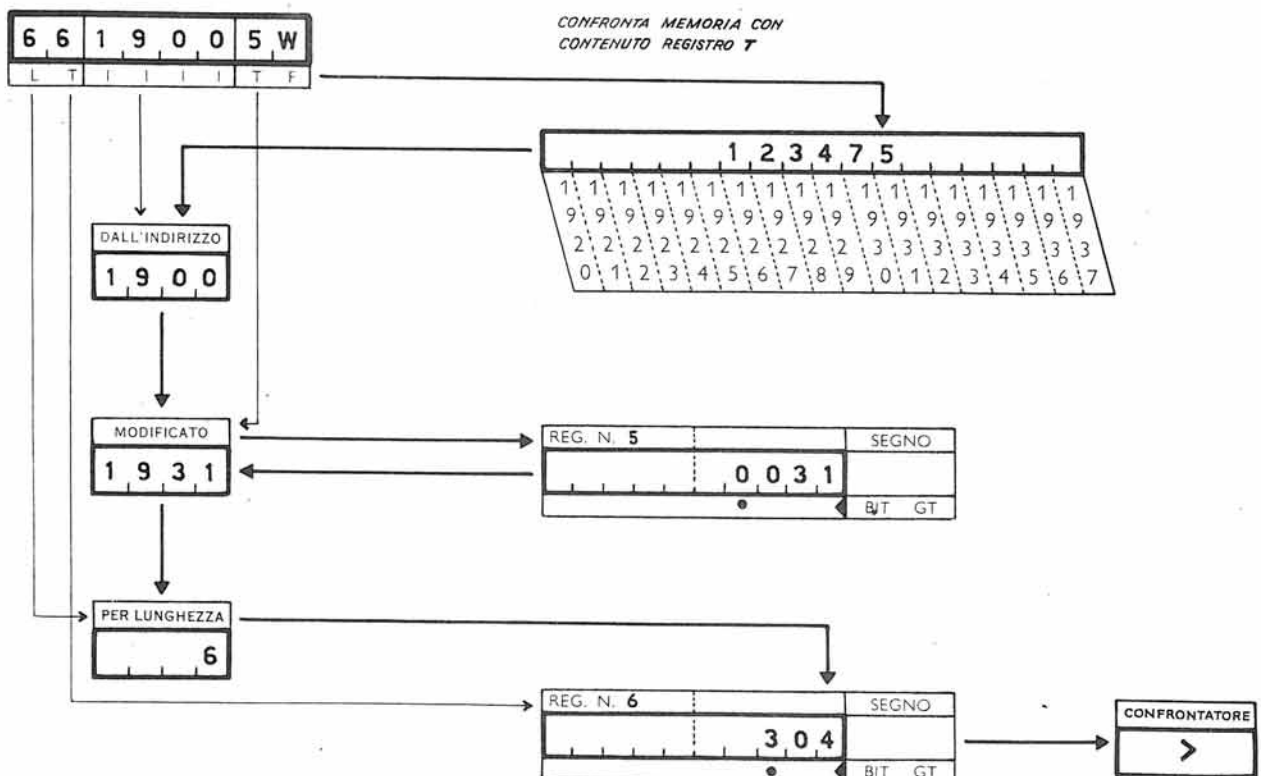 CONFRONTA MEMORIA CON
CONTENUTO REGISTRO T
6 6 1 9 0 0 5 W
L T I I I I T F
1 2 3 4 7 5
1 1 1 1 1 1 1 1 1 1 1 1 1 1 1 1 1 1
9 9 9 9 9 9 9 9 9 9 9 9 9 9 9 9 9 9
2 2 2 2 2 2 2 2 2 2 3 3 3 3 3 3 3 3
0 1 2 3 4 5 6 7 8 9 0 1 2 3 4 5 6 7
DALL'INDIRIZZO
1 9 0 0
MODIFICATO
1 9 3 1
REG. N. 5 SEGNO
0 0 3 1
BIT GT
PER LUNGHEZZA
6
REG. N. 6 SEGNO
3 0 4
BIT GT
CONFRONTATORE
>